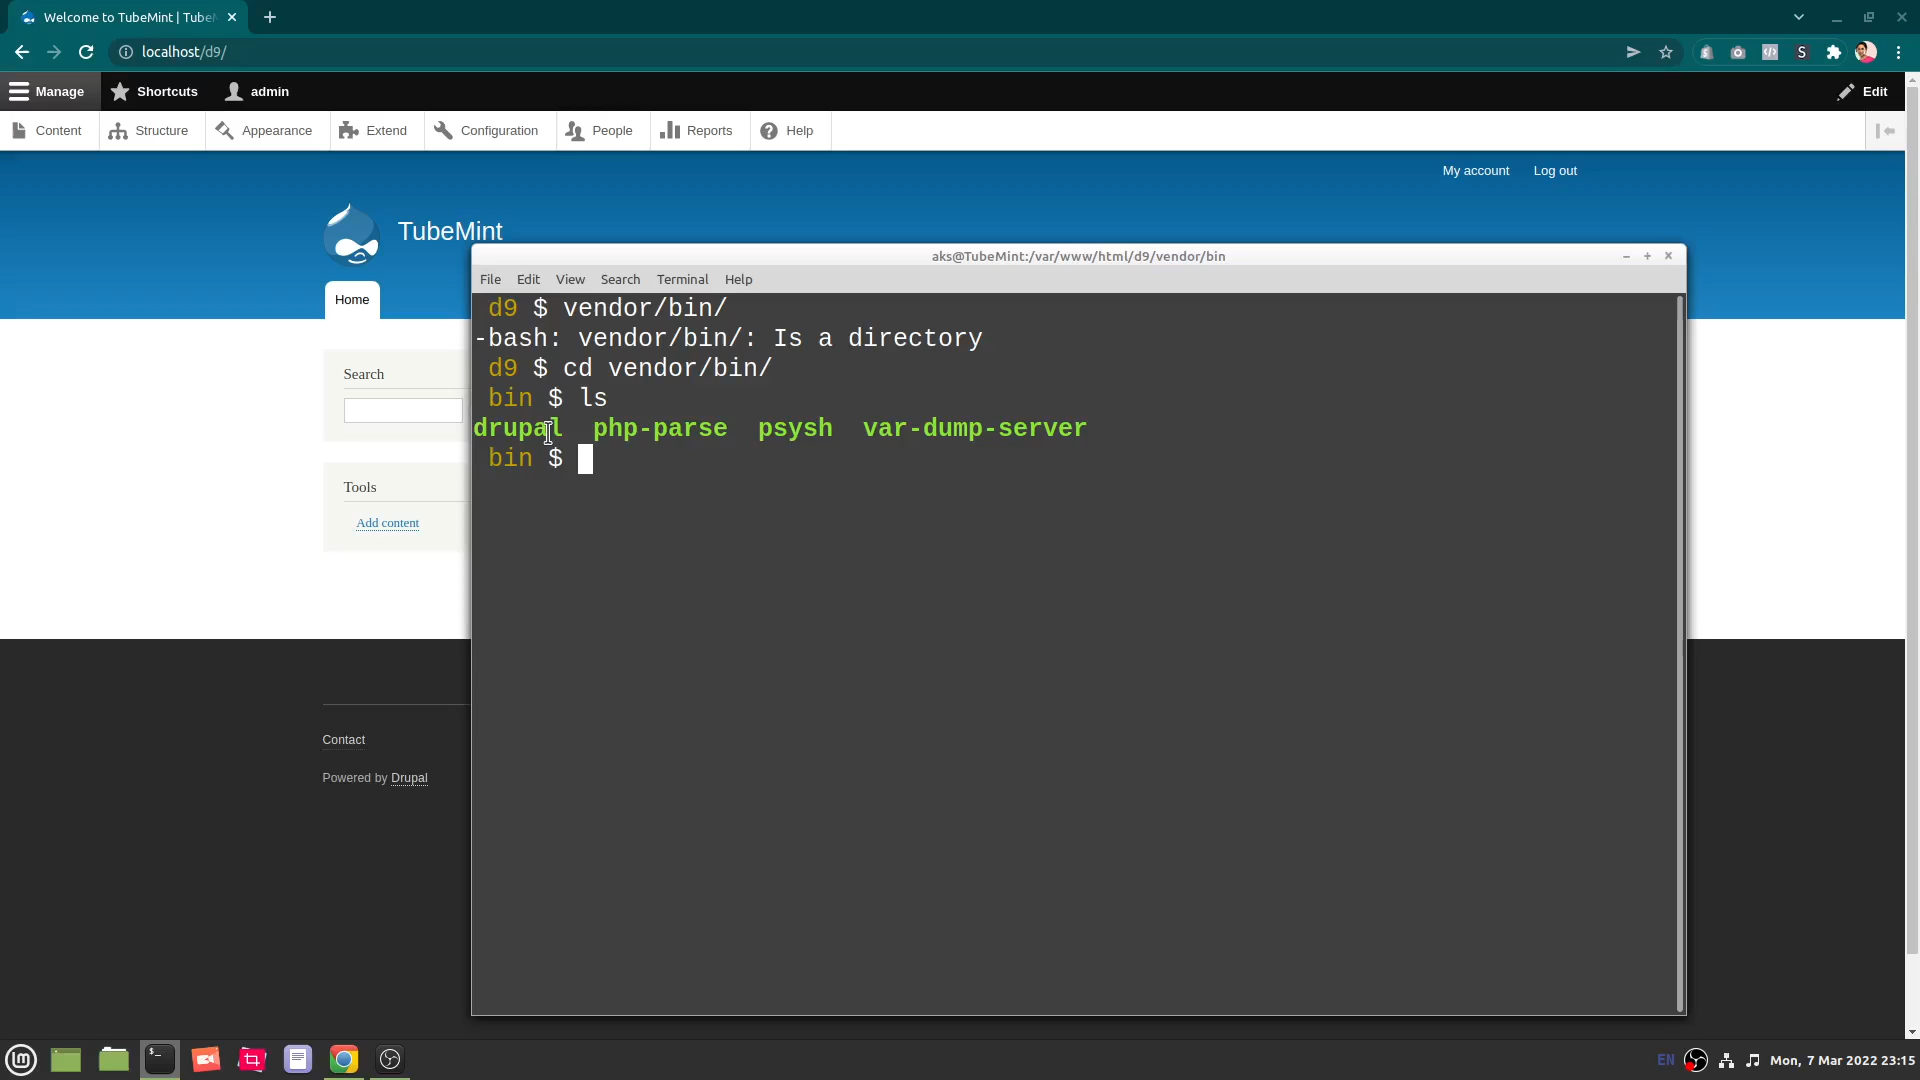 Welcome to TubeMint | Tube
localhost/d9/
Manage Shortcuts admin Edit
Content Structure Appearance Extend Configuration People Reports Help
My account Log out
TubeMint
Home
Search
Tools
Add content
Contact
Powered by Drupal
aks@TubeMint:/var/www/html/d9/vendor/bin
File Edit View Search Terminal Help
d9 $ vendor/bin/
-bash: vendor/bin/: Is a directory
d9 $ cd vendor/bin/
bin $ ls
drupal php-parse psysh var-dump-server
bin $
EN Mon, 7 Mar 2022 23:15